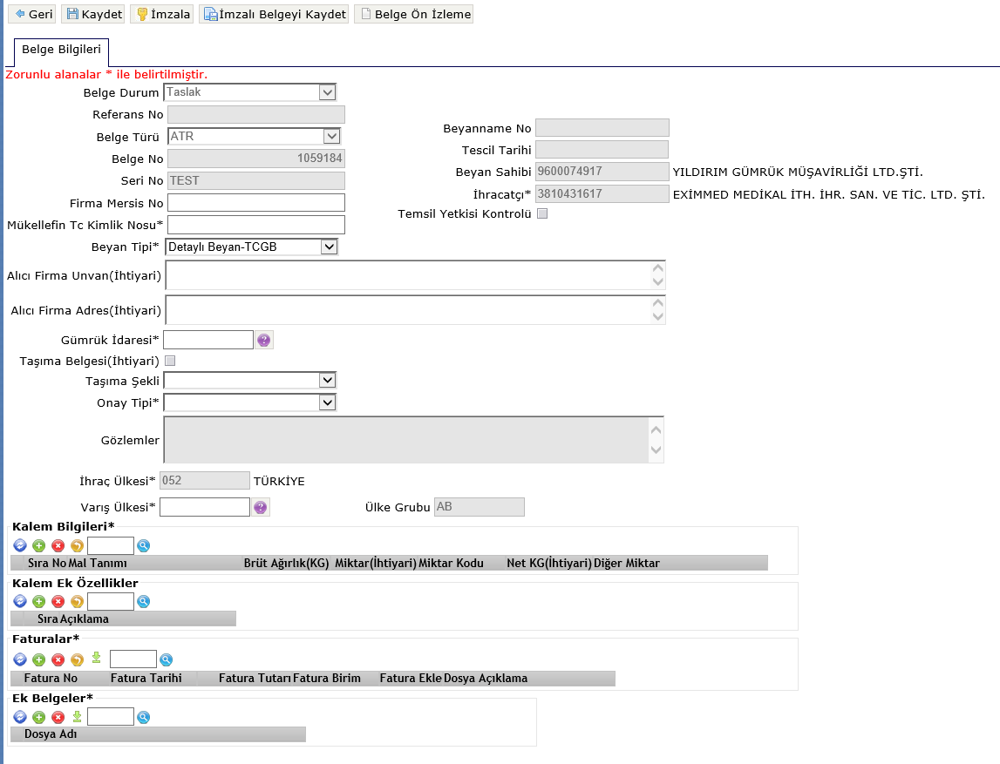 Geri Kaydet İmzala İmzalı Belgeyi Kaydet Belge Ön İzleme
Belge Bilgileri
Zorunlu alanalar * ile belirtilmiştir.
Belge Durum Taslak
Referans No
Belge Türü ATR
Belge No 1059184
Seri No TEST
Firma Mersis No
Mükellefin Tc Kimlik Nosu*
Beyan Tipi* Detaylı Beyan-TCGB
Beyanname No
Tescil Tarihi
Beyan Sahibi 9600074917 YILDIRIM GÜMRÜK MÜŞAVİRLİĞİ LTD.ŞTİ.
İhracatçı* 3810431617 EXİMMED MEDİKAL İTH. İHR. SAN. VE TİC. LTD. ŞTİ.
Temsil Yetkisi Kontrolü
Alıcı Firma Unvan(İhtiyari)
Alıcı Firma Adres(İhtiyari)
Gümrük İdaresi* ?
Taşıma Belgesi(İhtiyari)
Taşıma Şekli
Onay Tipi*
Gözlemler
İhraç Ülkesi* 052 TÜRKİYE
Varış Ülkesi* ? Ülke Grubu AB
Kalem Bilgileri*
Sıra No Mal Tanımı Brüt Ağırlık(KG) Miktar(İhtiyari) Miktar Kodu Net KG(İhtiyari) Diğer Miktar
Kalem Ek Özellikler
Sıra Açıklama
Faturalar*
Fatura No Fatura Tarihi Fatura Tutarı Fatura Birim Fatura Ekle Dosya Açıklama
Ek Belgeler*
Dosya Adı